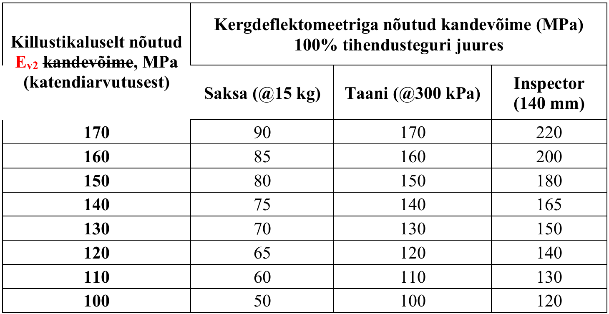 Killustikaluselt nõutud
Ev2 kandevõime, MPa
(katendiarvutusest)
Kergdeflektomeetriga nõutud kandevõime (MPa)
100% tihendusteguri juures
Saksa (@15 kg) Taani (@300 kPa) Inspector
(140 mm)
170 90 170 220
160 85 160 200
150 80 150 180
140 75 140 165
130 70 130 150
120 65 120 140
110 60 110 130
100 50 100 120